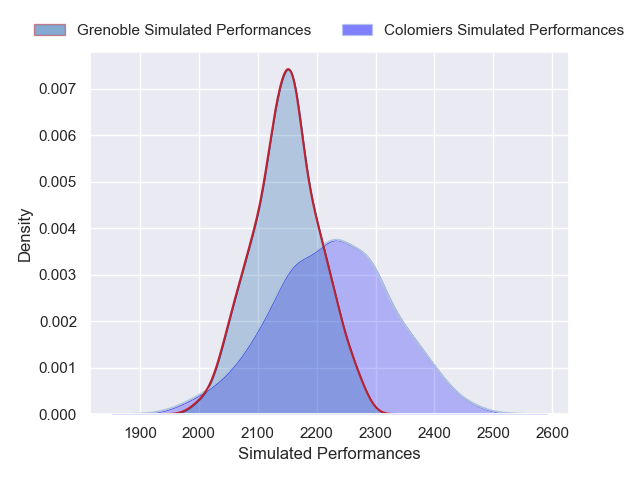 Grenoble Simulated Performances
Colomiers Simulated Performances
0.007
0.006
0.005
0.004
0.003
0.002
0.001
0.000
Density
1900 2000 2100 2200 2300 2400 2500 2600
Simulated Performances